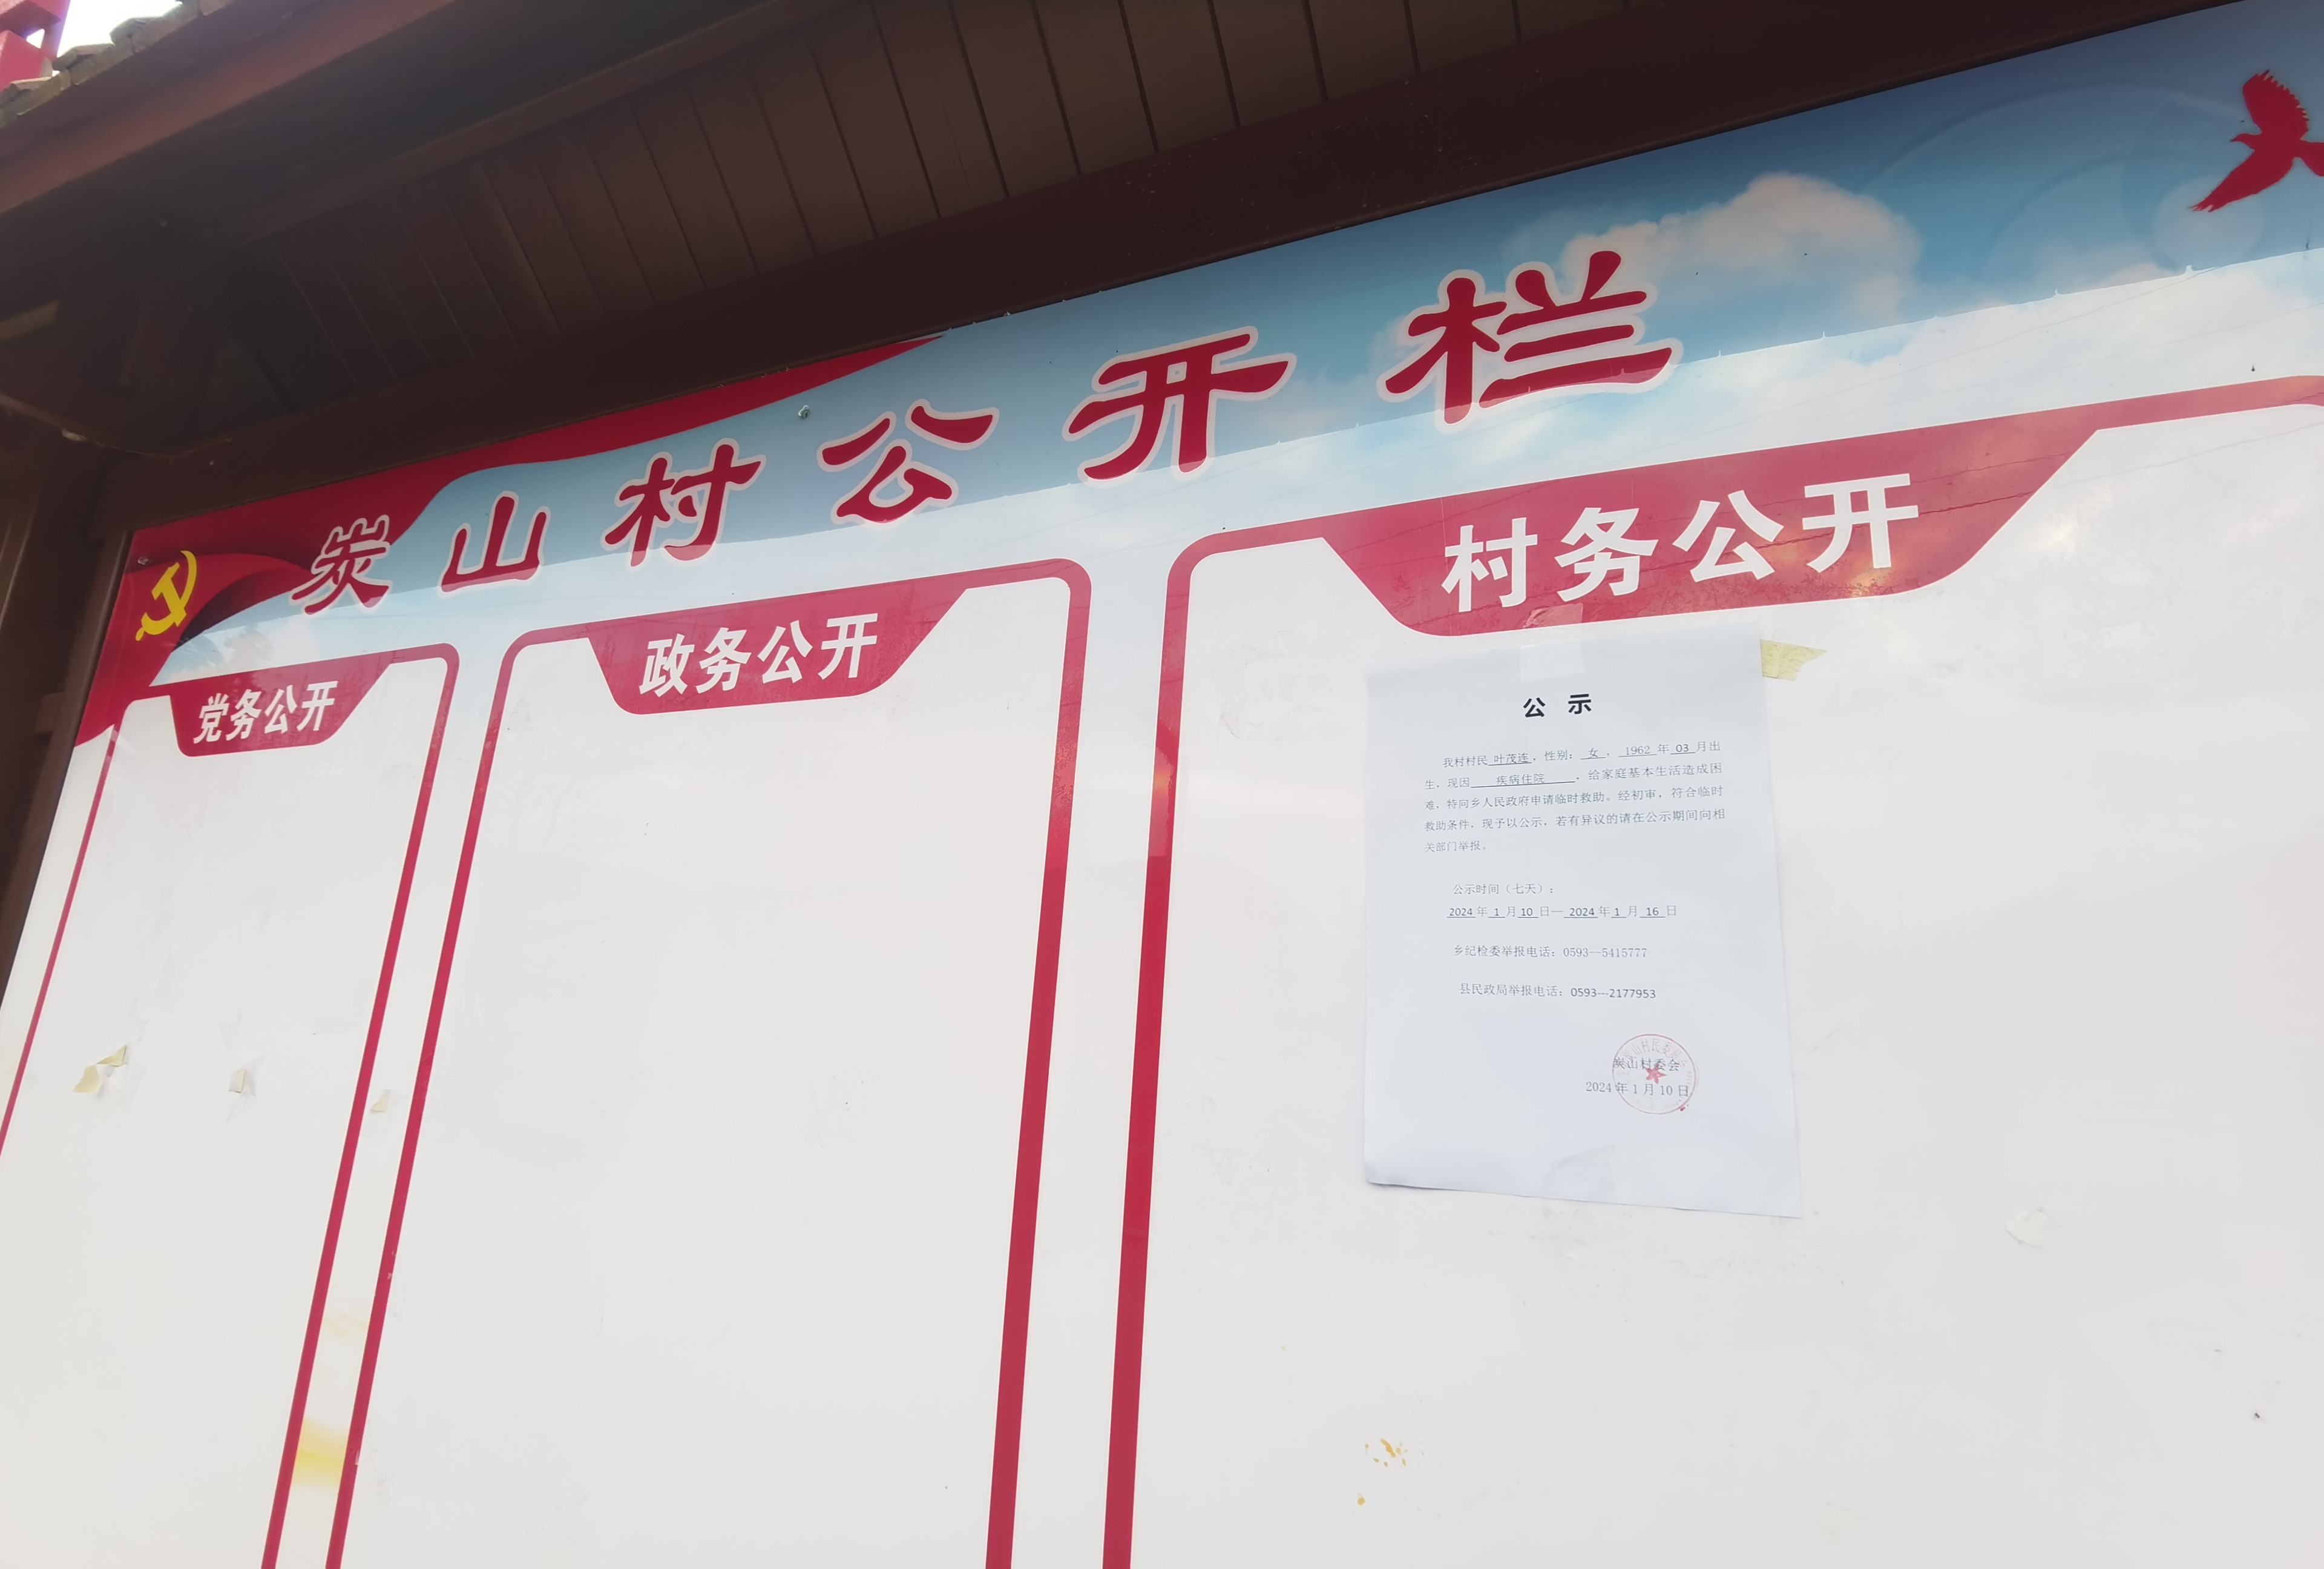 炭山村公开栏
党务公开
政务公开
村务公开
公 示
我村村民 叶茂连，性别： 女 ，1962 年 03 月出
生，现因 疾病住院 ，给家庭基本生活造成困
难，特向乡人民政府申请临时救助。经初审，符合临时
救助条件，现予以公示，若有异议的请在公示期间向相
关部门举报。
公示时间（七天）：
2024 年 1 月 10 日— 2024 年 1 月 16 日
乡纪检委举报电话：0593—5415777
县民政局举报电话：0593---2177953
炭山村委会
2024 年 1 月 10 日